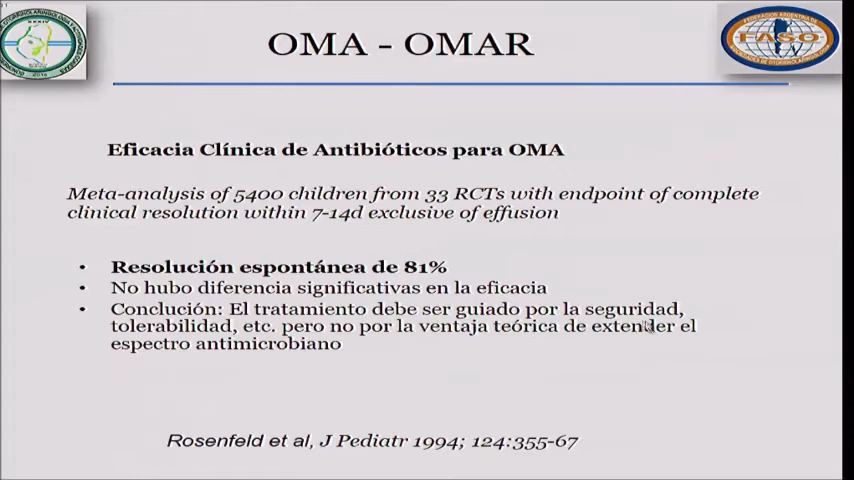 OMA - OMAR
FASO
Eficacia Clínica de Antibióticos para OMA
Meta-analysis of 5400 children from 33 RCTs with endpoint of complete
clinical resolution within 7-14d exclusive of effusion
• Resolución espontánea de 81%
• No hubo diferencia significativas en la eficacia
• Conclución: El tratamiento debe ser guiado por la seguridad,
tolerabilidad, etc. pero no por la ventaja teórica de extender el
espectro antimicrobiano
Rosenfeld et al, J Pediatr 1994; 124:355-67